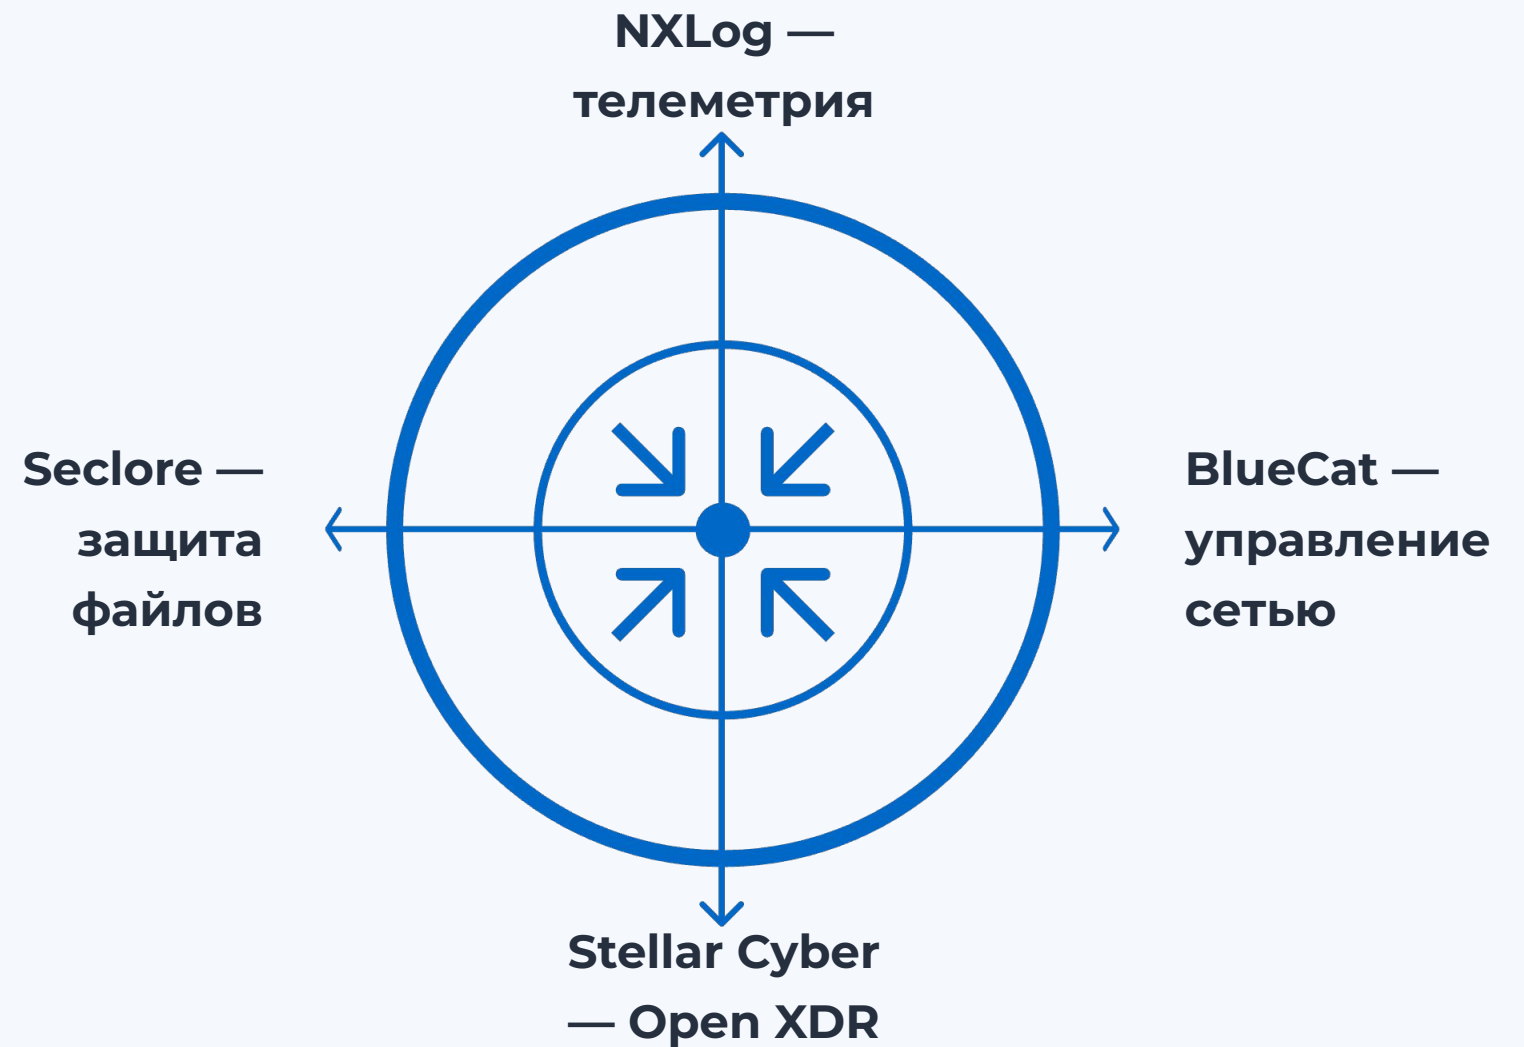 NXLog —
телеметрия
Seclore —
защита
файлов
BlueCat —
управление
сетью
Stellar Cyber
— Open XDR